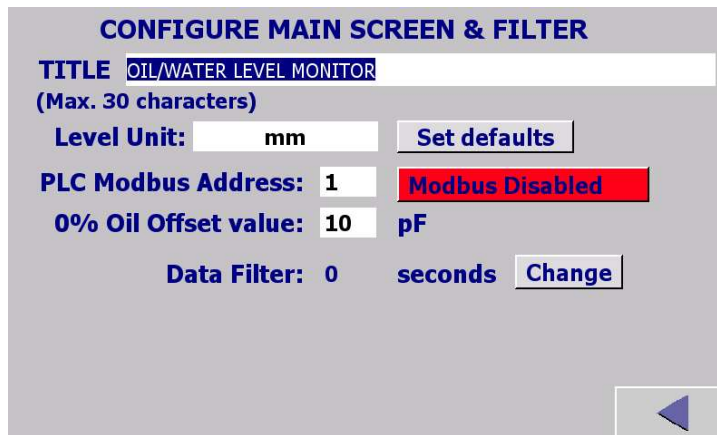 CONFIGURE MAIN SCREEN & FILTER
TITLE OIL/WATER LEVEL MONITOR
(Max. 30 characters)
Level Unit: mm Set defaults
PLC Modbus Address: 1 Modbus Disabled
0% Oil Offset value: 10 pF
Data Filter: 0 seconds Change